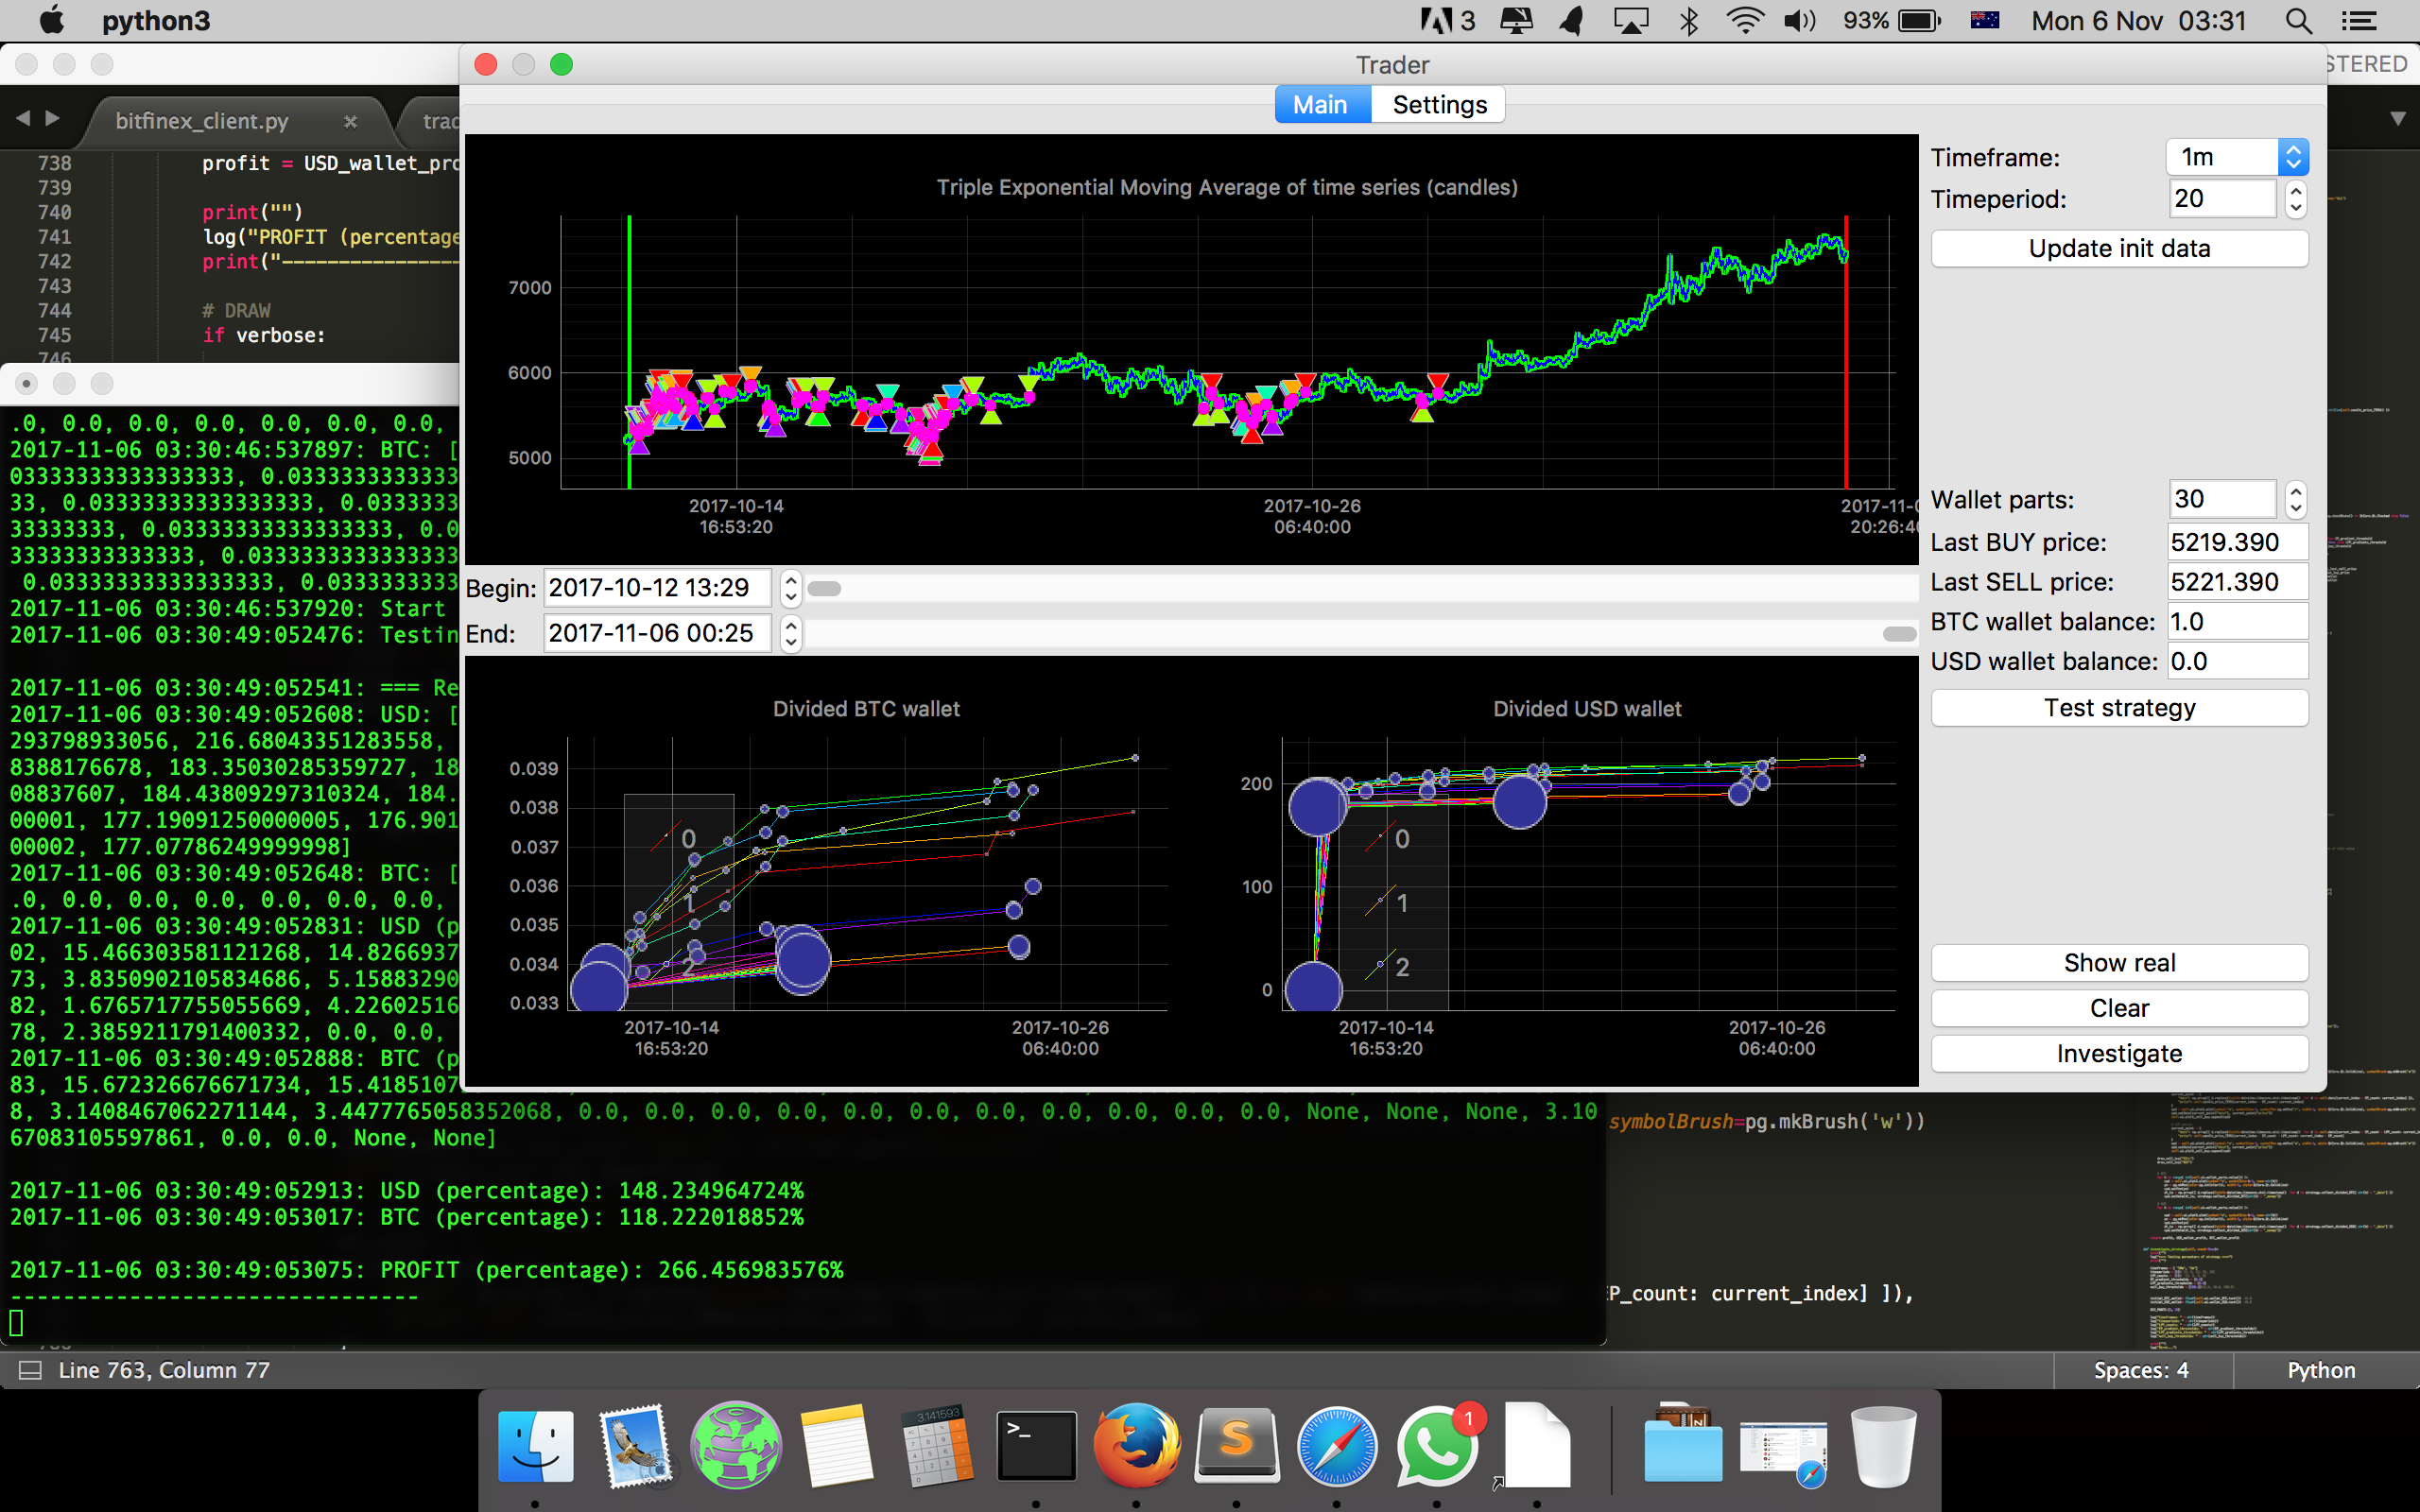 python3
3
93%
Mon 6 Nov 03:31
Trader
STERED
Main
Settings
bitfinex_client.py
trad
738 profit = USD_wallet_pro
739
740 print("")
741 log("PROFIT (percentage
742 print("-----------------
743
744 # DRAW
745 if verbose:
746
Triple Exponential Moving Average of time series (candles)
7000
6000
5000
2017-10-14
16:53:20
2017-10-26
06:40:00
2017-11-0
20:26:40
Timeframe: 1m
Timeperiod: 20
Update init data
Wallet parts: 30
Last BUY price: 5219.390
Last SELL price: 5221.390
BTC wallet balance: 1.0
USD wallet balance: 0.0
Test strategy
Show real
Clear
Investigate
Begin: 2017-10-12 13:29
End: 2017-11-06 00:25
Divided BTC wallet
0.039
0.038
0.037
0.036
0.035
0.034
0.033
0
1
2
2017-10-14
16:53:20
2017-10-26
06:40:00
Divided USD wallet
200
100
0
0
1
2
2017-10-14
16:53:20
2017-10-26
06:40:00
.0, 0.0, 0.0, 0.0, 0.0, 0.0, 0.0,
2017-11-06 03:30:46:537897: BTC: [
03333333333333333, 0.0333333333333
33, 0.03333333333333333, 0.0333333
33333333, 0.03333333333333333, 0.0
33333333333333, 0.0333333333333333
0.03333333333333333, 0.03333333333
2017-11-06 03:30:46:537920: Start
2017-11-06 03:30:49:052476: Testin
2017-11-06 03:30:49:052541: === Re
2017-11-06 03:30:49:052608: USD: [
293798933056, 216.68043351283558,
8388176678, 183.35030285359727, 18
08837607, 184.43809297310324, 184.
00001, 177.19091250000005, 176.901
00002, 177.07786249999998]
2017-11-06 03:30:49:052648: BTC: [
.0, 0.0, 0.0, 0.0, 0.0, 0.0, 0.0,
2017-11-06 03:30:49:052831: USD (p
02, 15.466303581121268, 14.8266937
73, 3.8350902105834686, 5.15883290
82, 1.6765717755055669, 4.22602516
78, 2.3859211791400332, 0.0, 0.0,
2017-11-06 03:30:49:052888: BTC (p
83, 15.672326676671734, 15.4185107
8, 3.1408467062271144, 3.4477765058352068, 0.0, 0.0, 0.0, 0.0, 0.0, 0.0, 0.0, 0.0, 0.0, 0.0, 0.0, None, None, None, 3.10
67083105597861, 0.0, 0.0, None, None]
2017-11-06 03:30:49:052913: USD (percentage): 148.234964724%
2017-11-06 03:30:49:053017: BTC (percentage): 118.222018852%
2017-11-06 03:30:49:053075: PROFIT (percentage): 266.456983576%
-------------------------------
symbolBrush=pg.mkBrush('w'))
EP_count: current_index] ]),
Line 763, Column 77
Spaces: 4
Python
3.141593
>_
S
1